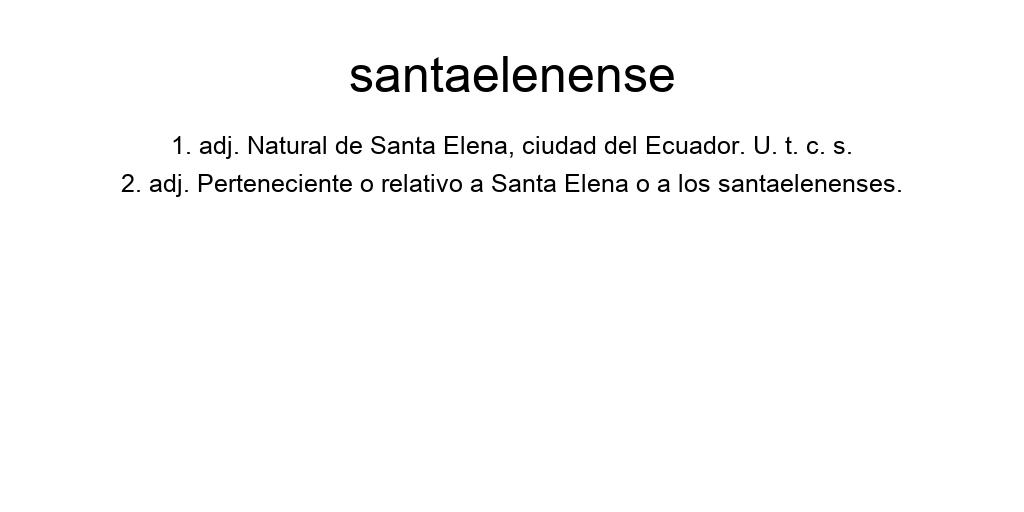 santaelenense
1. adj. Natural de Santa Elena, ciudad del Ecuador. U. t. c. s.
2. adj. Perteneciente o relativo a Santa Elena o a los santaelenenses.